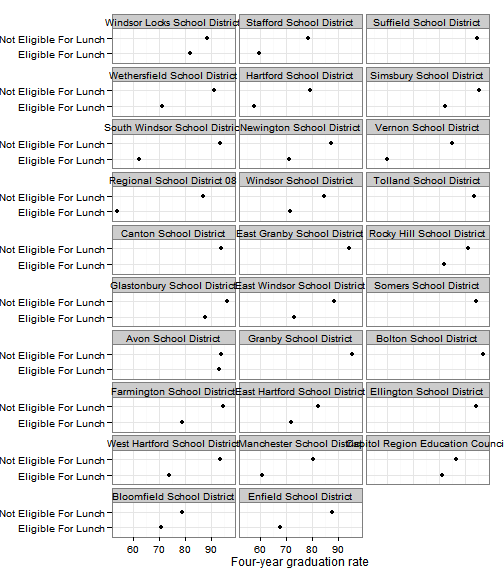 Windsor Locks School District Stafford School District Suffield School District
Not Eligible For Lunch
Eligible For Lunch
Wethersfield School District Hartford School District Simsbury School District
Not Eligible For Lunch
Eligible For Lunch
South Windsor School District Newington School District Vernon School District
Not Eligible For Lunch
Eligible For Lunch
Regional School District 08 Windsor School District Tolland School District
Not Eligible For Lunch
Eligible For Lunch
Canton School District East Granby School District Rocky Hill School District
Not Eligible For Lunch
Eligible For Lunch
Glastonbury School District East Windsor School District Somers School District
Not Eligible For Lunch
Eligible For Lunch
Avon School District Granby School District Bolton School District
Not Eligible For Lunch
Eligible For Lunch
Farmington School District East Hartford School District Ellington School District
Not Eligible For Lunch
Eligible For Lunch
West Hartford School District Manchester School District Capitol Region Education Council
Not Eligible For Lunch
Eligible For Lunch
Bloomfield School District Enfield School District
Not Eligible For Lunch
Eligible For Lunch
60 70 80 90 60 70 80 90 60 70 80 90
Four-year graduation rate